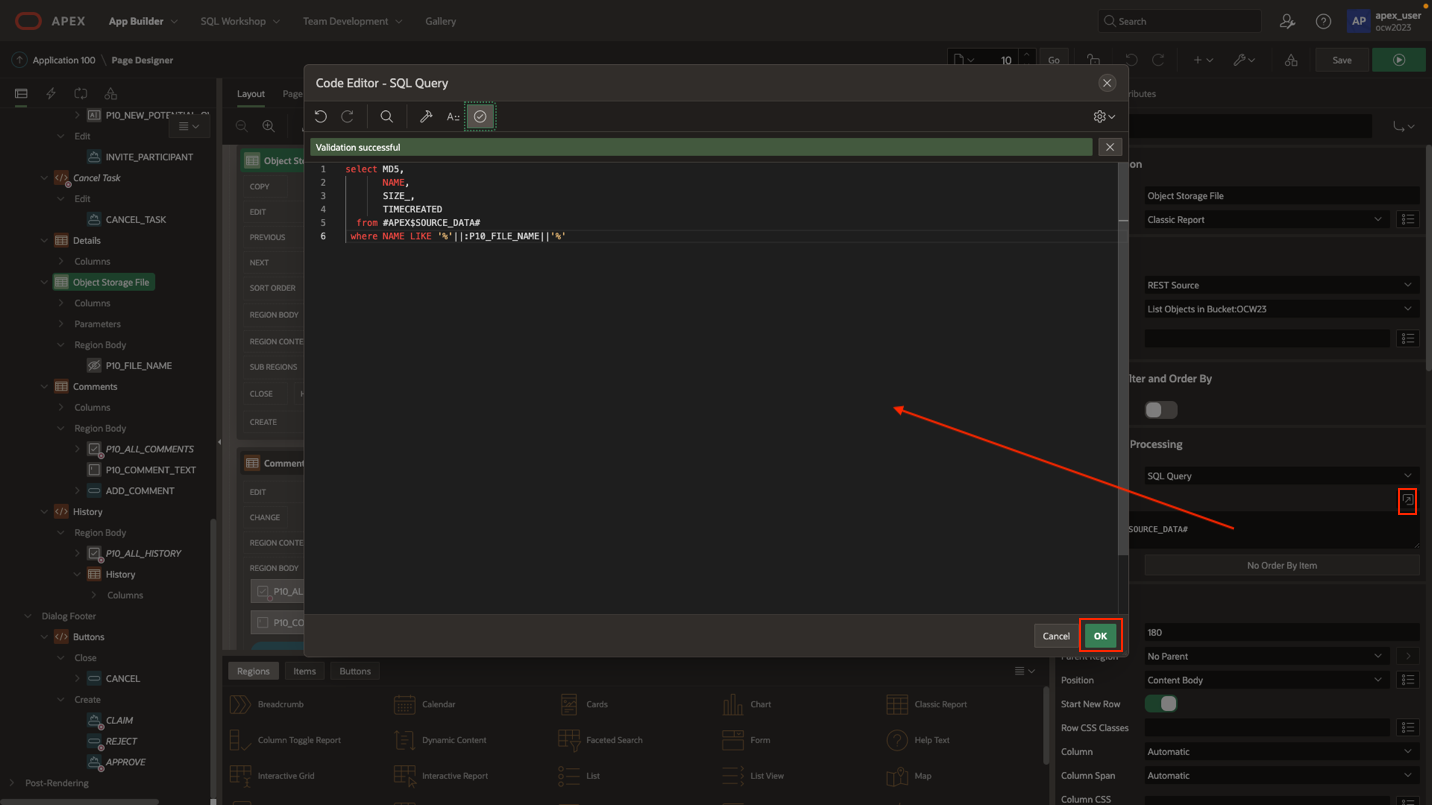 APEX
App Builder
SQL Workshop
Team Development
Gallery
Search
AP
apex_user
ocw2023
Application 100 \ Page Designer
10
Go
Save
Layout
Page
ributes
P10_NEW_POTENTIAL_O
Edit
INVITE_PARTICIPANT
Cancel Task
Edit
CANCEL_TASK
Details
Columns
Object Storage File
Columns
Parameters
Region Body
P10_FILE_NAME
Comments
Columns
Region Body
P10_ALL_COMMENTS
P10_COMMENT_TEXT
ADD_COMMENT
History
Region Body
P10_ALL_HISTORY
History
Columns
Dialog Footer
Buttons
Close
CANCEL
Create
CLAIM
REJECT
APPROVE
Post-Rendering
Object Sto
COPY
EDIT
PREVIOUS
NEXT
SORT ORDER
REGION BODY
REGION CONTE
SUB REGIONS
CLOSE
H
CREATE
Comment
EDIT
CHANGE
REGION CONTE
REGION BODY
P10_AL
P10_CO
Code Editor - SQL Query
Validation successful
1 select MD5,
2 NAME,
3 SIZE_,
4 TIMECREATED
5 from #APEX$SOURCE_DATA#
6 where NAME LIKE '%'||:P10_FILE_NAME||'%'
Cancel
OK
Regions
Items
Buttons
Breadcrumb
Calendar
Cards
Chart
Classic Report
Column Toggle Report
Dynamic Content
Faceted Search
Form
Help Text
Interactive Grid
Interactive Report
List
List View
Map
on
Object Storage File
Classic Report
REST Source
List Objects in Bucket:OCW23
lter and Order By
Processing
SQL Query
SOURCE_DATA#
No Order By Item
180
Parent Region
No Parent
Position
Content Body
Start New Row
Row CSS Classes
Column
Automatic
Column Span
Automatic
Column CSS